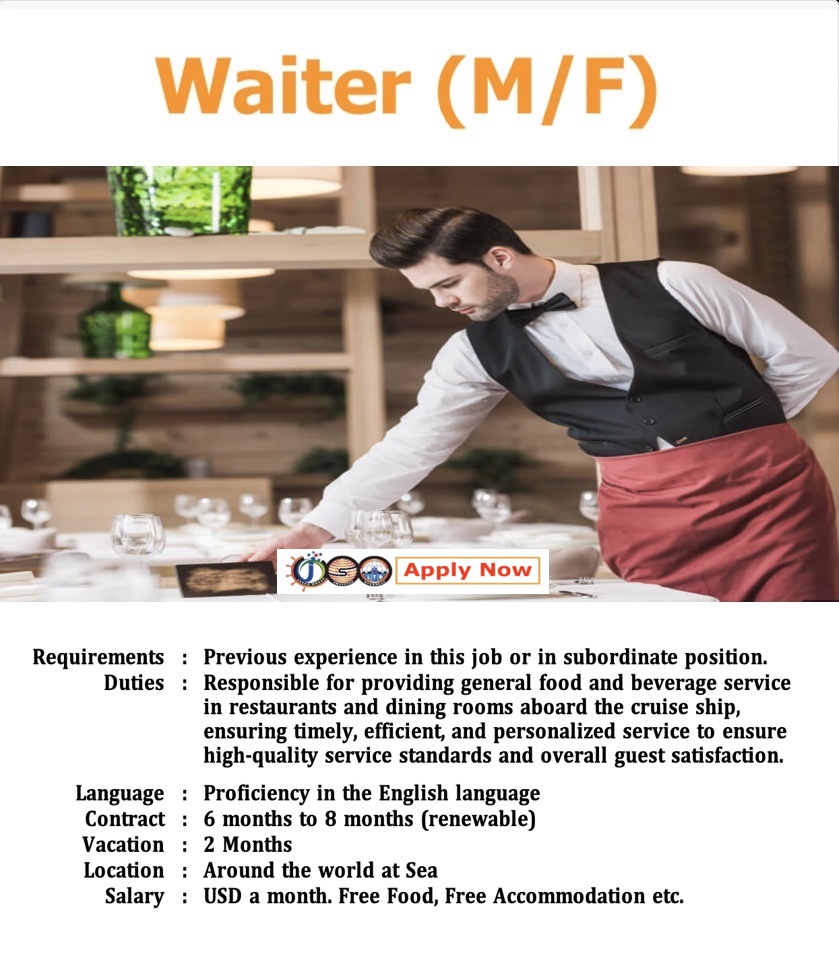 Waiter (M/F)
JSO LTD Apply Now
Requirements : Previous experience in this job or in subordinate position.
Duties : Responsible for providing general food and beverage service
in restaurants and dining rooms aboard the cruise ship,
ensuring timely, efficient, and personalized service to ensure
high-quality service standards and overall guest satisfaction.
Language : Proficiency in the English language
Contract : 6 months to 8 months (renewable)
Vacation : 2 Months
Location : Around the world at Sea
Salary : USD a month. Free Food, Free Accommodation etc.